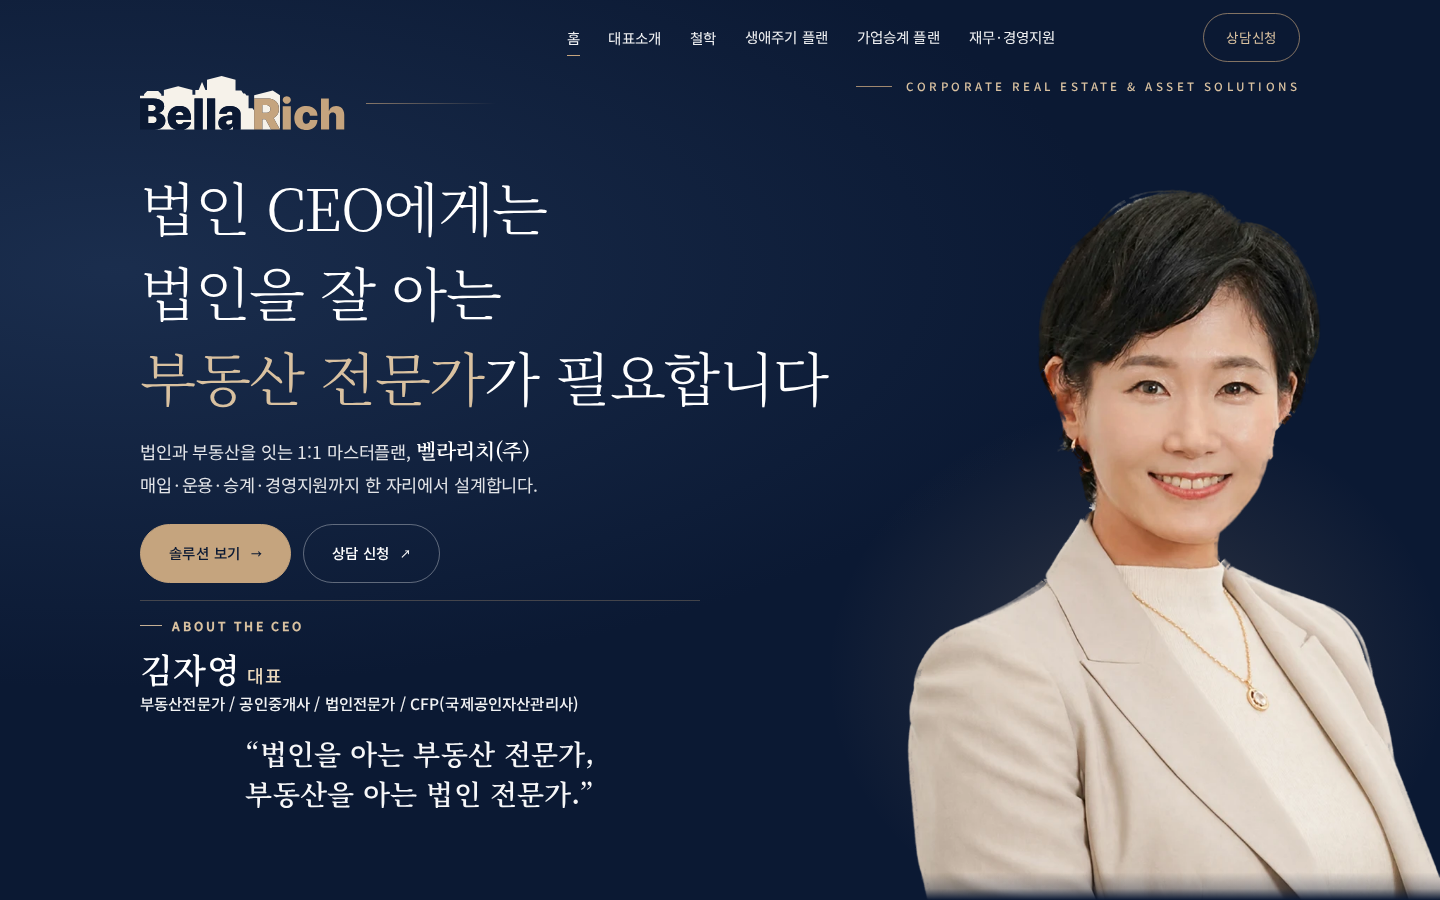 홈 대표소개 철학 생애주기 플랜 가업승계 플랜 재무·경영지원 상담신청
CORPORATE REAL ESTATE & ASSET SOLUTIONS
Bella Rich
법인 CEO에게는
법인을 잘 아는
부동산 전문가가 필요합니다
법인과 부동산을 잇는 1:1 마스터플랜, 벨라리치(주)
매입·운용·승계·경영지원까지 한 자리에서 설계합니다.
솔루션 보기 → 상담 신청 ↗
ABOUT THE CEO
김자영 대표
부동산전문가 / 공인중개사 / 법인전문가 / CFP(국제공인자산관리사)
“법인을 아는 부동산 전문가,
부동산을 아는 법인 전문가.”